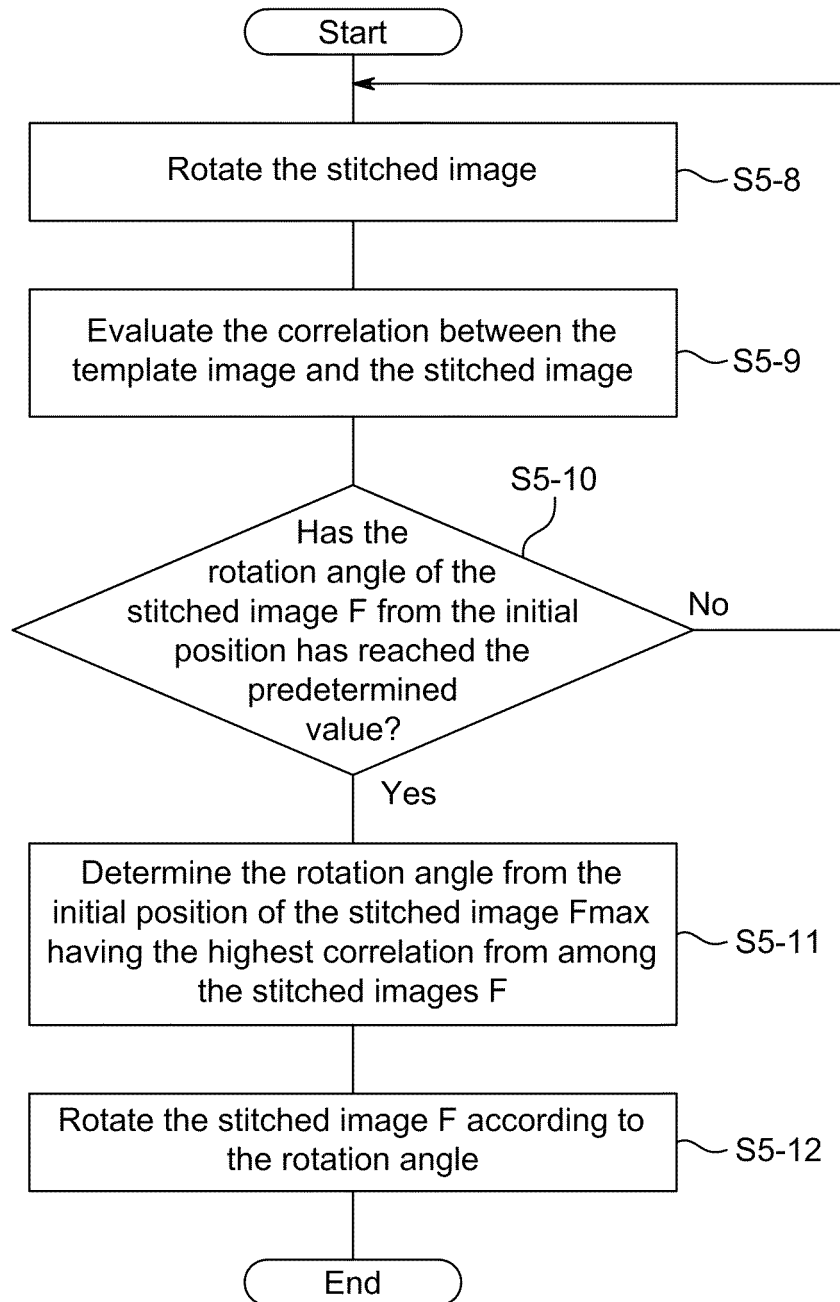 Start
Rotate the stitched image
S5-8
Evaluate the correlation between the
template image and the stitched image
S5-9
S5-10
Has the
rotation angle of the
stitched image F from the initial
position has reached the
predetermined
value?
No
Yes
Determine the rotation angle from the
initial position of the stitched image Fmax
having the highest correlation from among
the stitched images F
S5-11
Rotate the stitched image F according to
the rotation angle
S5-12
End